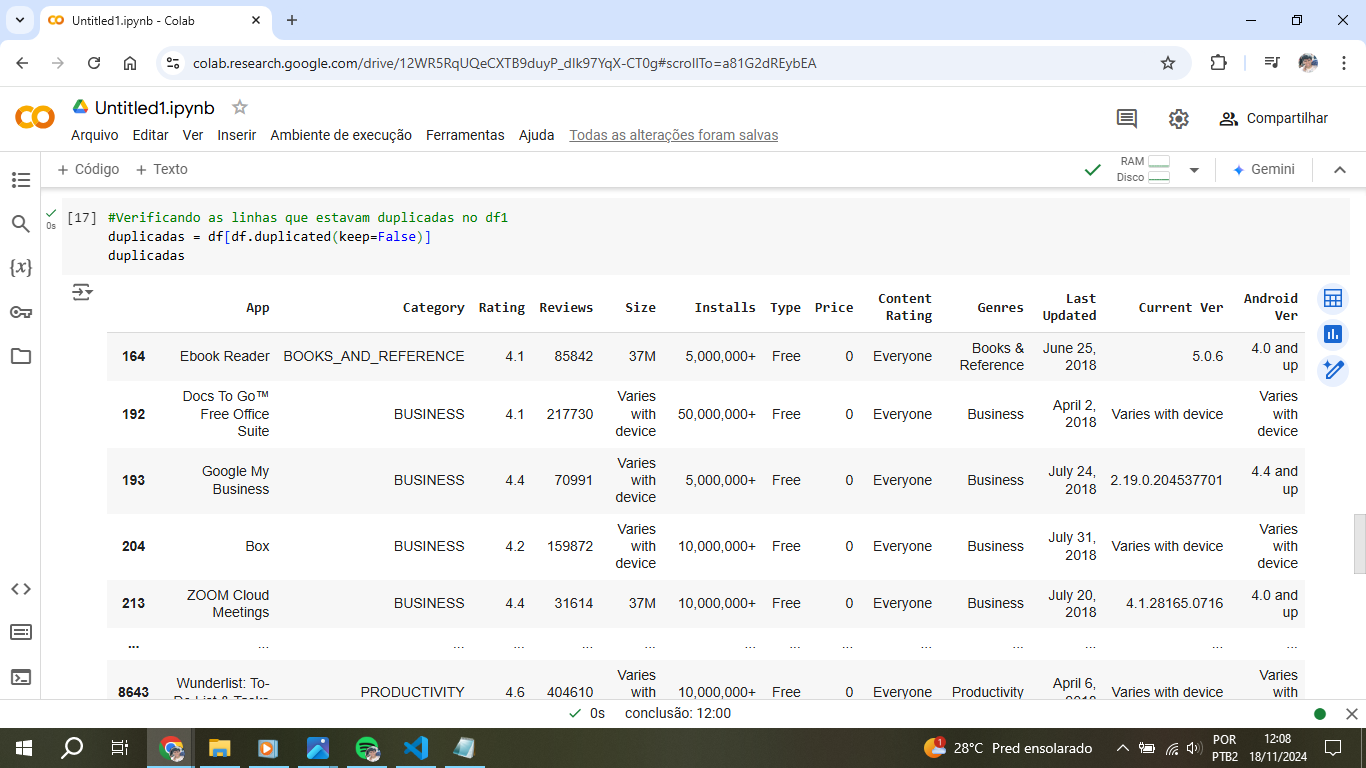 Untitled1.ipynb - Colab
colab.research.google.com/drive/12WR5RqUQeCXTB9duyP_dIk97YqX-CT0g#scrollTo=a81G2dREybEA
Untitled1.ipynb
Arquivo Editar Ver Inserir Ambiente de execução Ferramentas Ajuda Todas as alterações foram salvas
Compartilhar
+ Código + Texto
RAM
Disco
Gemini
[17] #Verificando as linhas que estavam duplicadas no df1
0s
duplicadas = df[df.duplicated(keep=False)]
duplicadas
App Category Rating Reviews Size Installs Type Price Content Rating Genres Last Updated Current Ver Android Ver
164 Ebook Reader BOOKS_AND_REFERENCE 4.1 85842 37M 5,000,000+ Free 0 Everyone Books & Reference June 25, 2018 5.0.6 4.0 and up
192 Docs To Go™ Free Office Suite BUSINESS 4.1 217730 Varies with device 50,000,000+ Free 0 Everyone Business April 2, 2018 Varies with device Varies with device
193 Google My Business BUSINESS 4.4 70991 Varies with device 5,000,000+ Free 0 Everyone Business July 24, 2018 2.19.0.204537701 4.4 and up
204 Box BUSINESS 4.2 159872 Varies with device 10,000,000+ Free 0 Everyone Business July 31, 2018 Varies with device Varies with device
213 ZOOM Cloud Meetings BUSINESS 4.4 31614 37M 10,000,000+ Free 0 Everyone Business July 20, 2018 4.1.28165.0716 4.0 and up
... ... ... ... ... ... ... ... ... ... ... ... ... ...
8643 Wunderlist: To-Do List & Tasks PRODUCTIVITY 4.6 404610 Varies with 10,000,000+ Free 0 Everyone Productivity April 6, 2018 Varies with device Varies with
0s conclusão: 12:00
1
28°C Pred ensolarado
POR
PTB2
12:08
18/11/2024